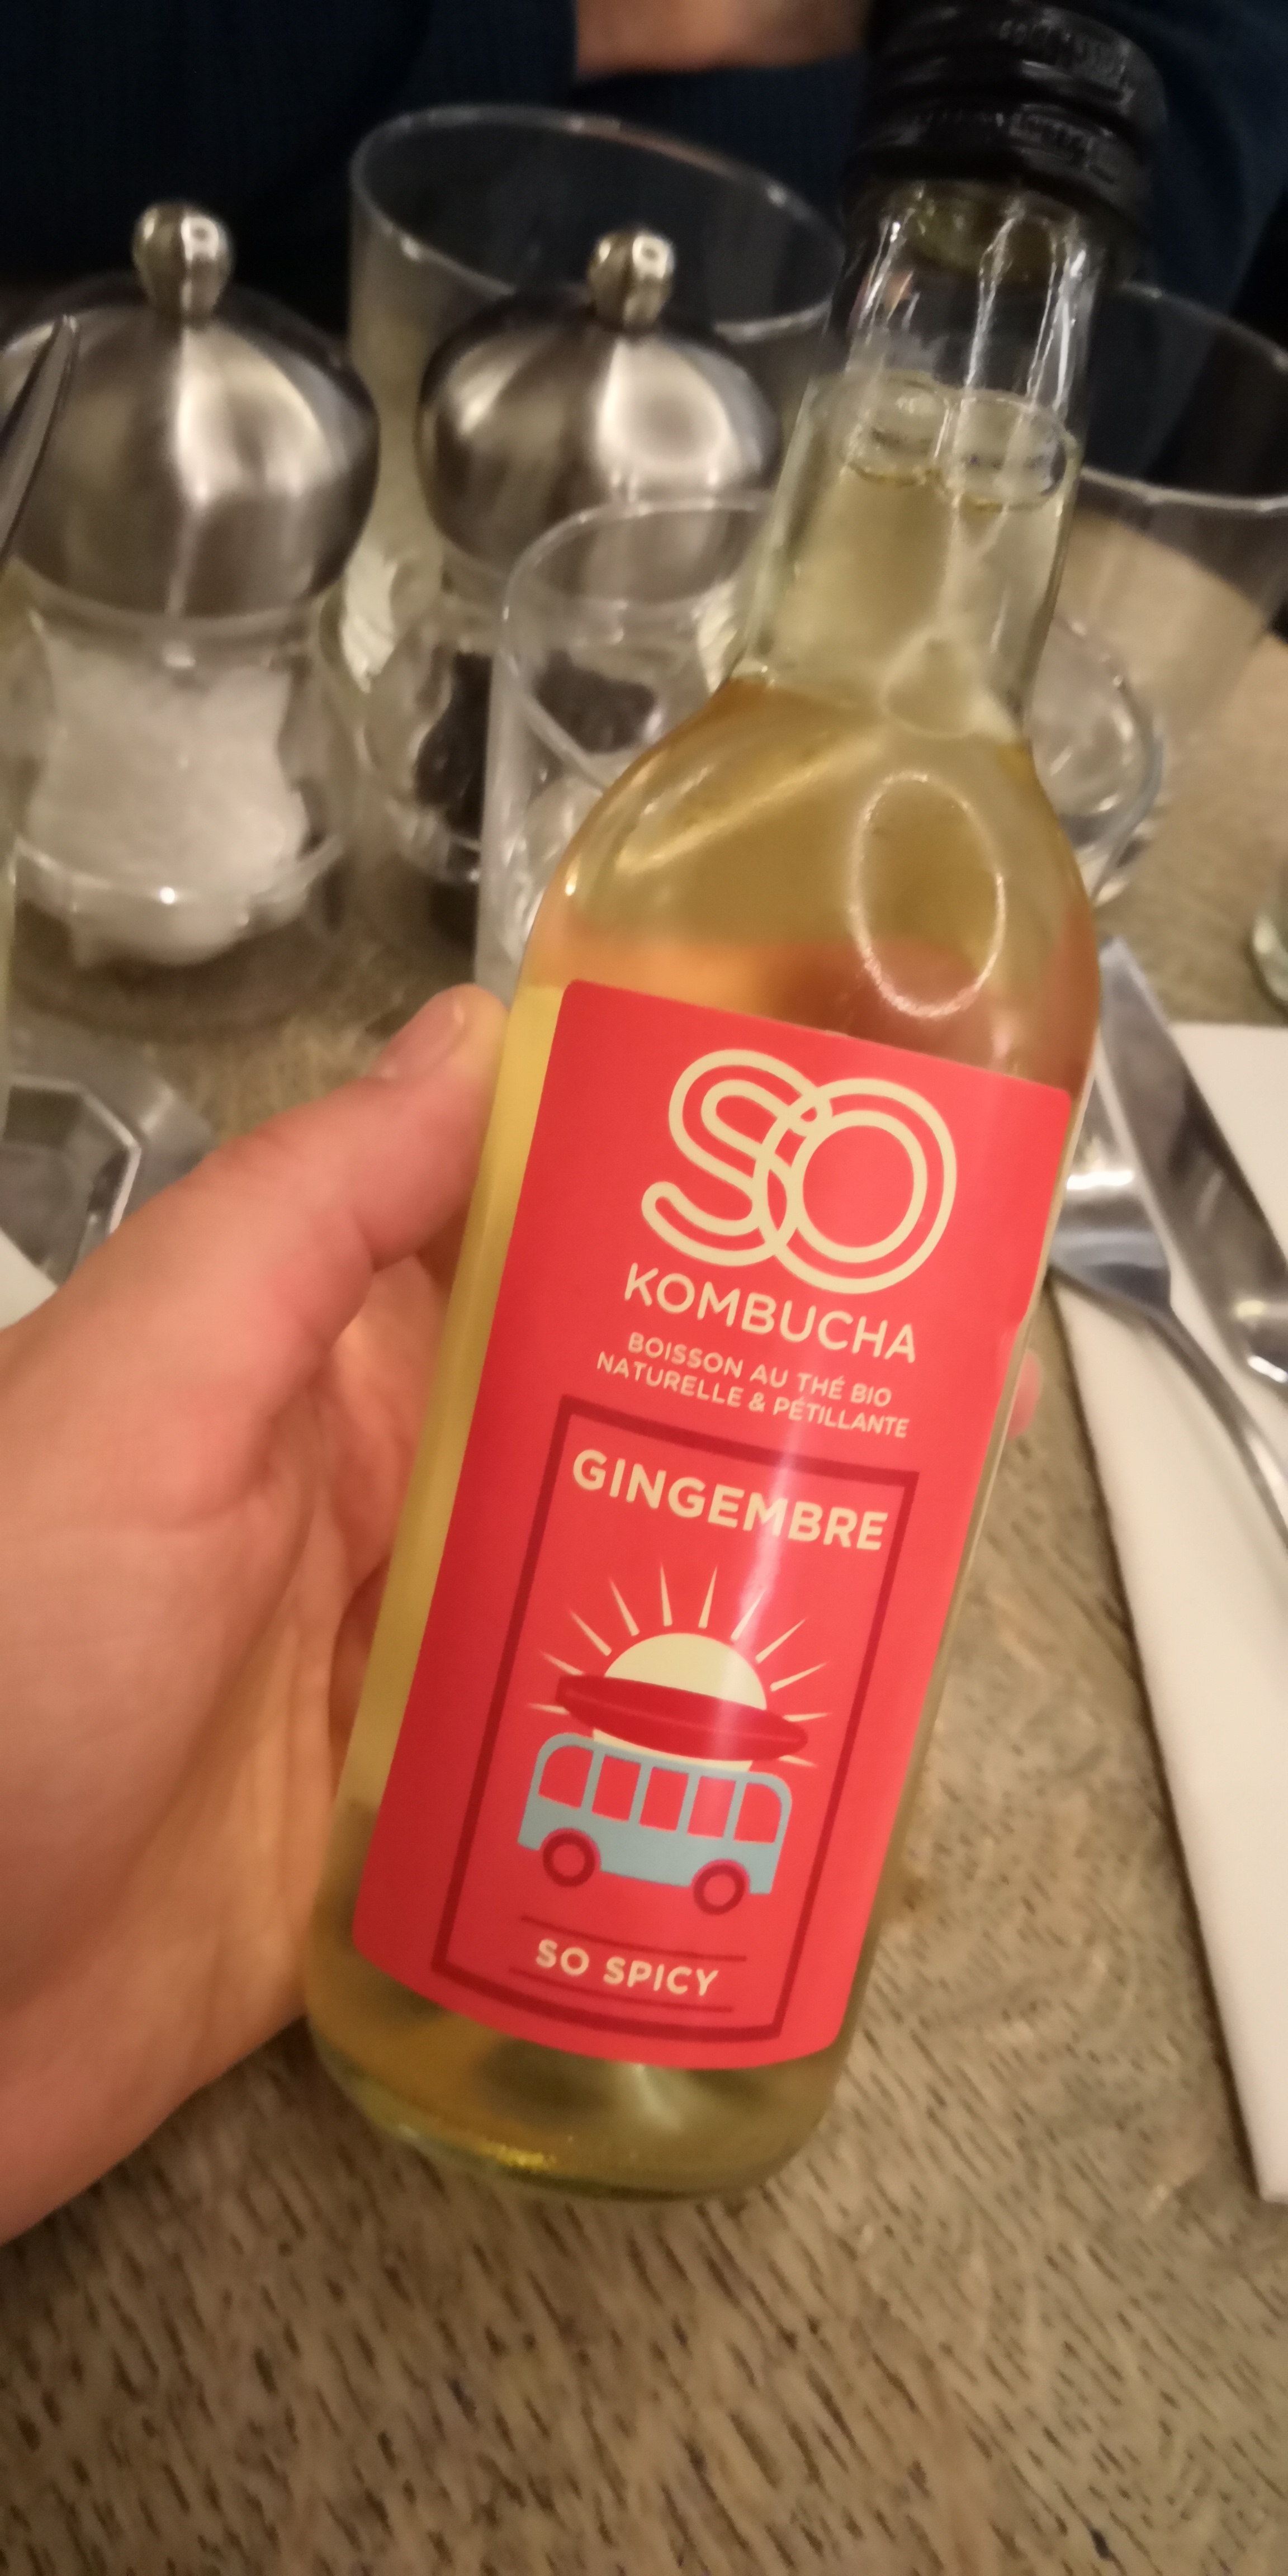 SO
KOMBUCHA
BOISSON AU THÉ BIO
NATURELLE & PÉTILLANTE
GINGEMBRE
SO SPICY